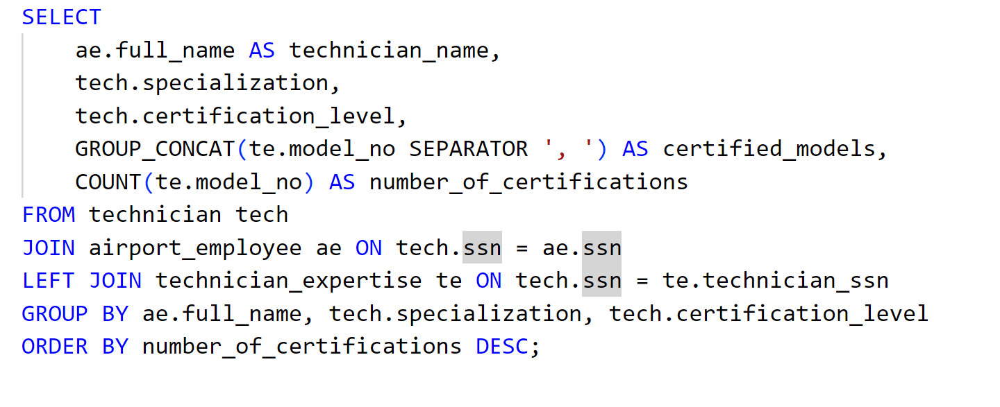 SELECT
    ae.full_name AS technician_name,
    tech.specialization,
    tech.certification_level,
    GROUP_CONCAT(te.model_no SEPARATOR ', ') AS certified_models,
    COUNT(te.model_no) AS number_of_certifications
FROM technician tech
JOIN airport_employee ae ON tech.ssn = ae.ssn
LEFT JOIN technician_expertise te ON tech.ssn = te.technician_ssn
GROUP BY ae.full_name, tech.specialization, tech.certification_level
ORDER BY number_of_certifications DESC;